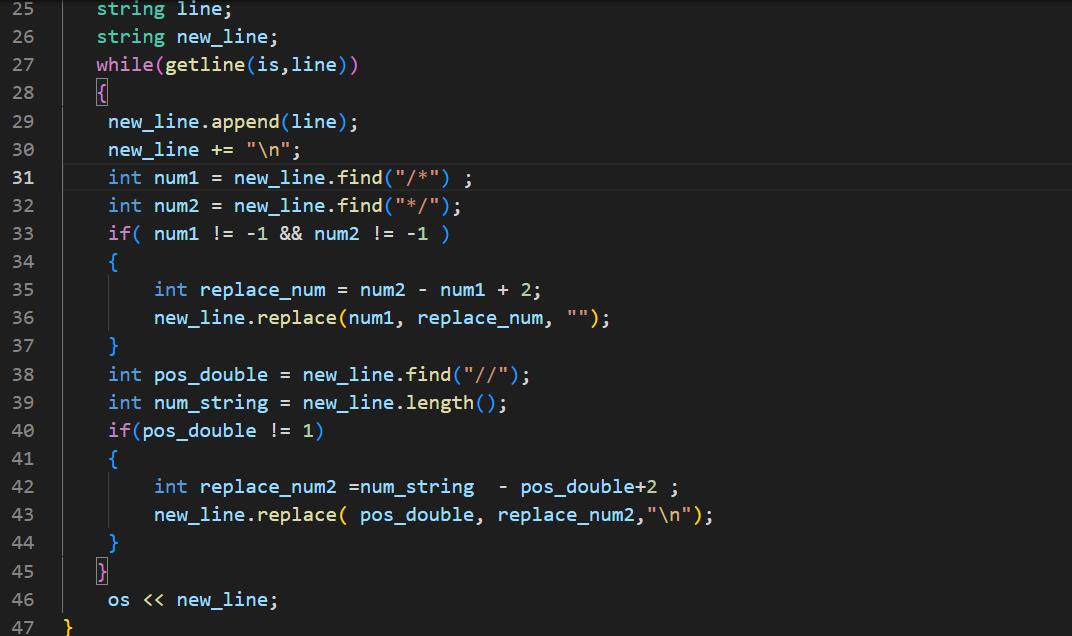 25 string line;
26 string new_line;
27 while(getline(is,line))
28 {
29 new_line.append(line);
30 new_line += "\n";
31 int num1 = new_line.find("/*") ;
32 int num2 = new_line.find("*/");
33 if( num1 != -1 && num2 != -1 )
34 {
35 int replace_num = num2 - num1 + 2;
36 new_line.replace(num1, replace_num, "");
37 }
38 int pos_double = new_line.find("//");
39 int num_string = new_line.length();
40 if(pos_double != 1)
41 {
42 int replace_num2 =num_string  - pos_double+2 ;
43 new_line.replace( pos_double, replace_num2,"\n");
44 }
45 }
46 os << new_line;
47 }